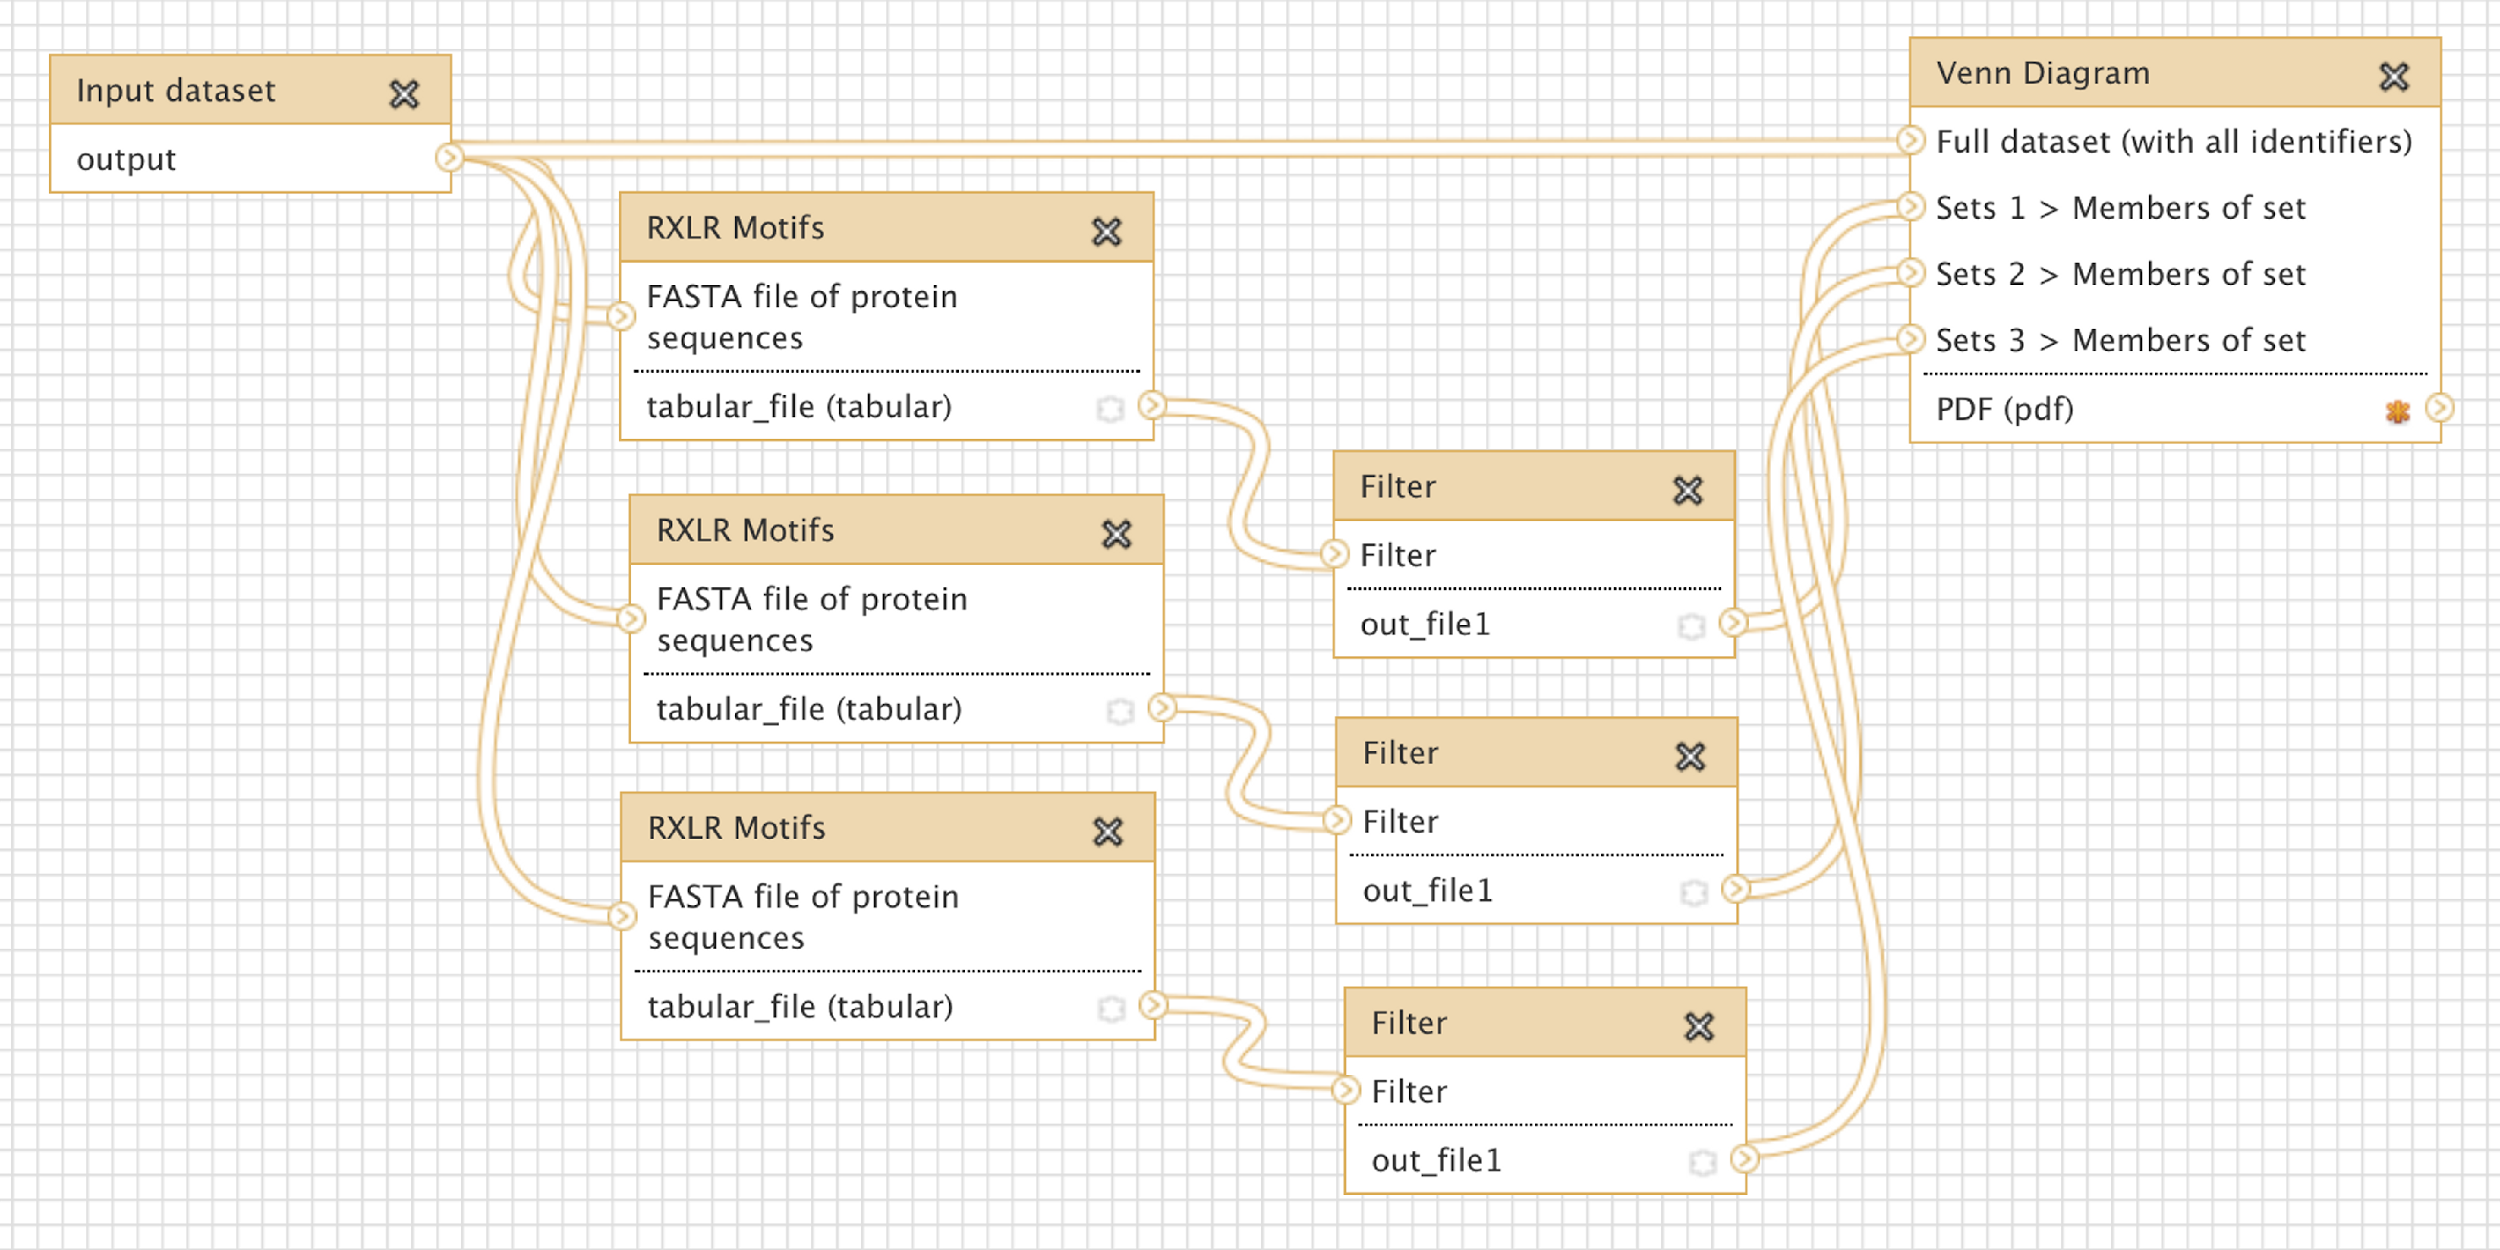 Input dataset
output
RXLR Motifs
FASTA file of protein
sequences
tabular_file (tabular)
RXLR Motifs
FASTA file of protein
sequences
tabular_file (tabular)
RXLR Motifs
FASTA file of protein
sequences
tabular_file (tabular)
Filter
Filter
out_file1
Filter
Filter
out_file1
Filter
Filter
out_file1
Venn Diagram
Full dataset (with all identifiers)
Sets 1 > Members of set
Sets 2 > Members of set
Sets 3 > Members of set
PDF (pdf)